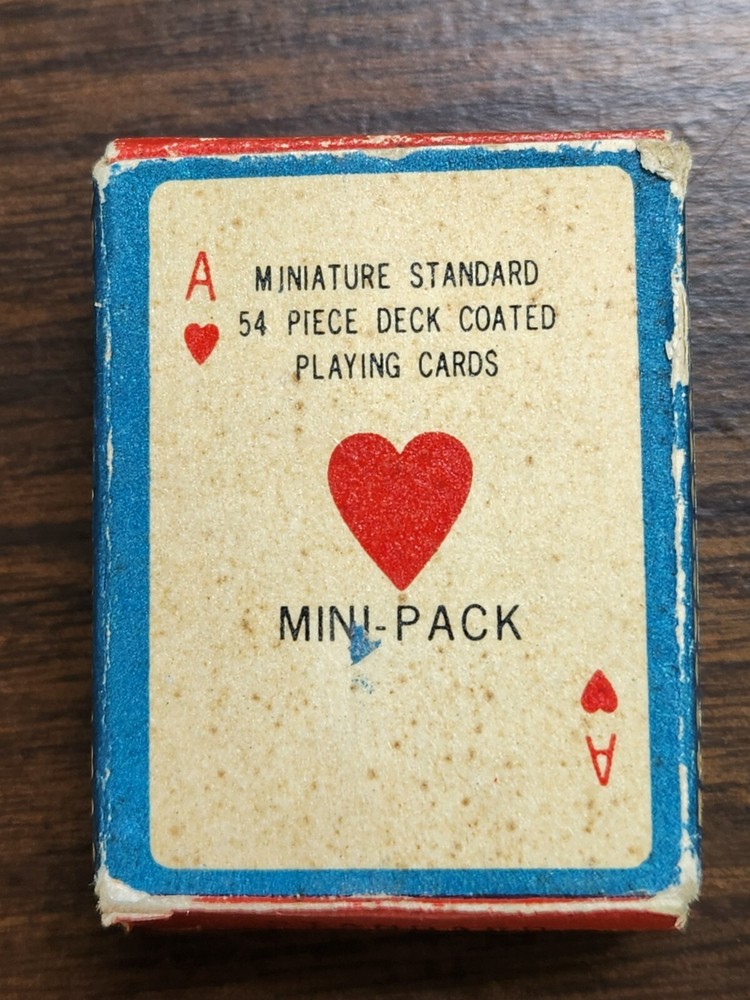 A
MINIATURE STANDARD
54 PIECE DECK COATED
PLAYING CARDS
MINI-PACK
A